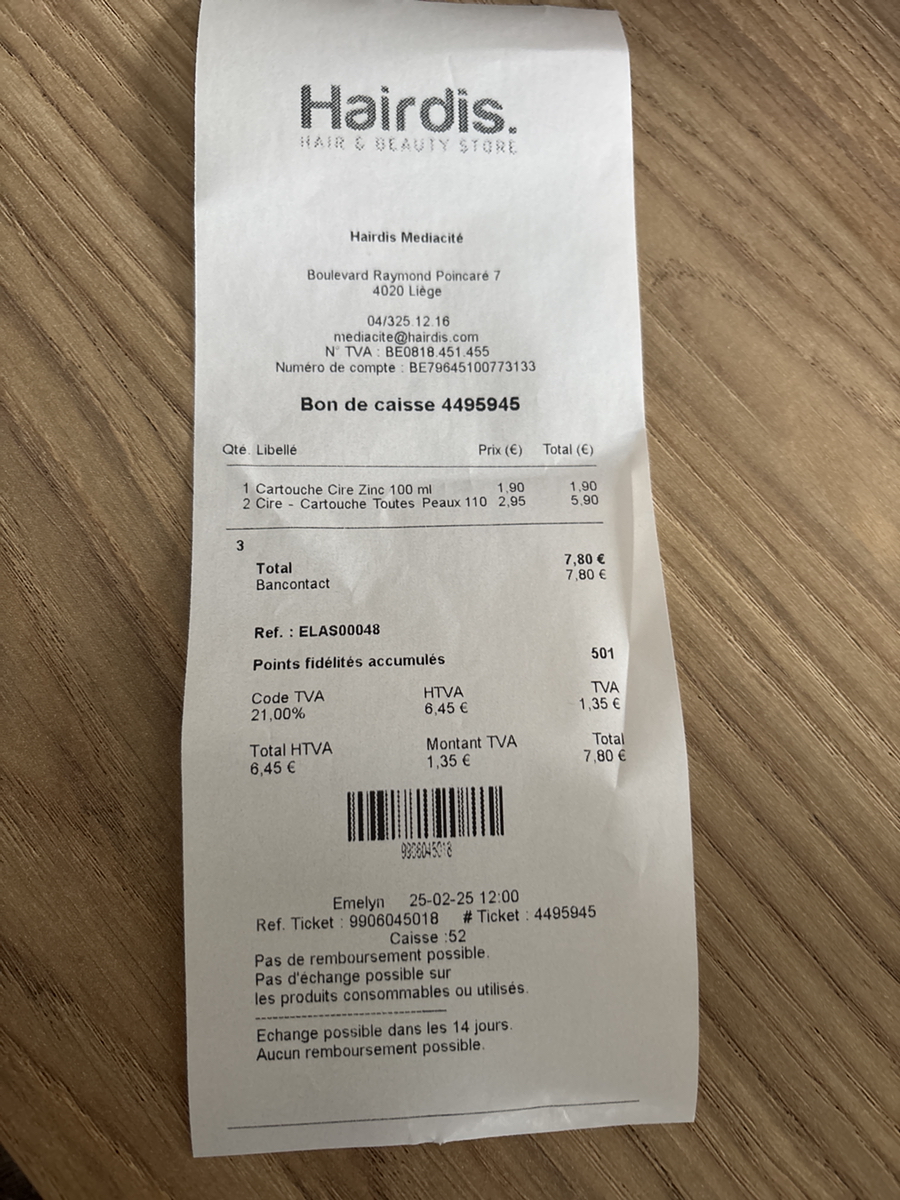 Hairdis.
HAIR & BEAUTY STORE
Hairdis Mediacité
Boulevard Raymond Poincaré 7
4020 Liège
04/325.12.16
mediacite@hairdis.com
N° TVA : BE0818.451.455
Numéro de compte : BE79645100773133
Bon de caisse 4495945
Qté. Libellé Prix (€) Total (€)
1 Cartouche Cire Zinc 100 ml 1,90 1,90
2 Cire - Cartouche Toutes Peaux 110 2,95 5,90
3
Total 7,80 €
Bancontact 7,80 €
Ref. : ELAS00048
Points fidélités accumulés 501
Code TVA HTVA TVA
21,00% 6,45 € 1,35 €
Total HTVA Montant TVA Total
6,45 € 1,35 € 7,80 €
9906045018
Emelyn 25-02-25 12:00
Ref. Ticket : 9906045018 # Ticket : 4495945
Caisse :52
Pas de remboursement possible.
Pas d'échange possible sur
les produits consommables ou utilisés.
Echange possible dans les 14 jours.
Aucun remboursement possible.